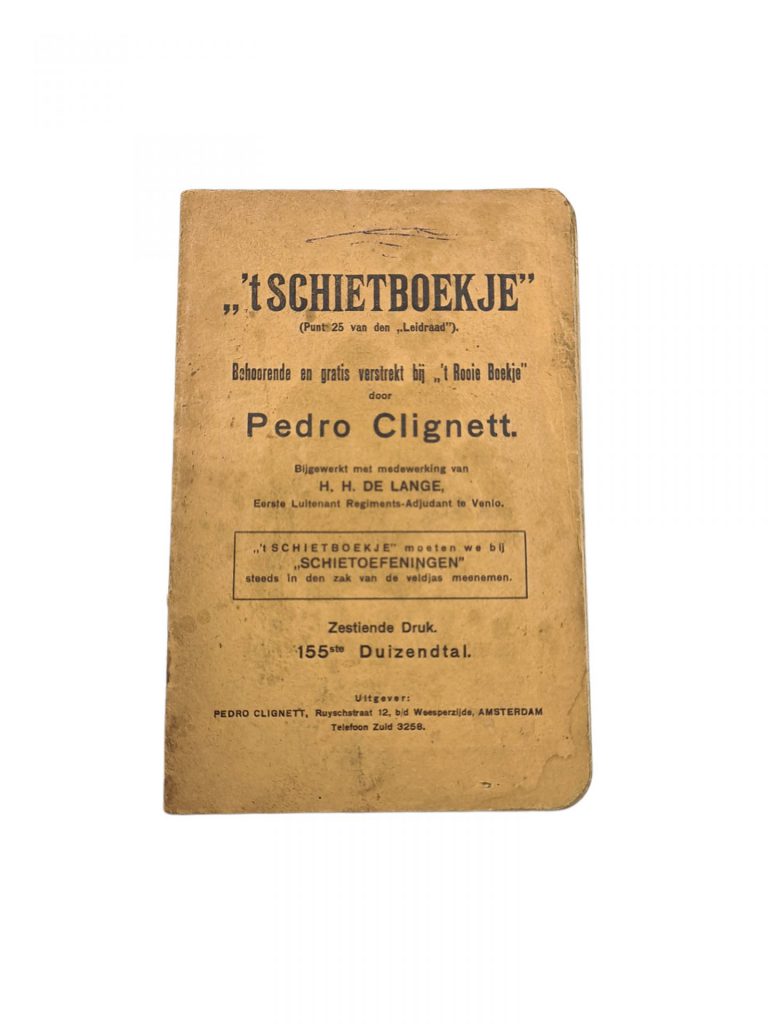 „'t SCHIETBOEKJE”
(Punt 25 van den „Leidraad”).
Behoorende en gratis verstrekt bij „'t Rooie Boekje”
door
Pedro Clignett.
Bijgewerkt met medewerking van
H. H. DE LANGE,
Eerste Luitenant Regiments-Adjudant te Venlo.
„'t SCHIETBOEKJE” moeten we bij
„SCHIETOEFENINGEN”
steeds in den zak van de veldjas meenemen.
Zestiende Druk.
155ste Duizendtal.
Uitgever:
PEDRO CLIGNETT, Ruyschstraat 12, b/d Weesperzijde, AMSTERDAM
Telefoon Zuid 3258.